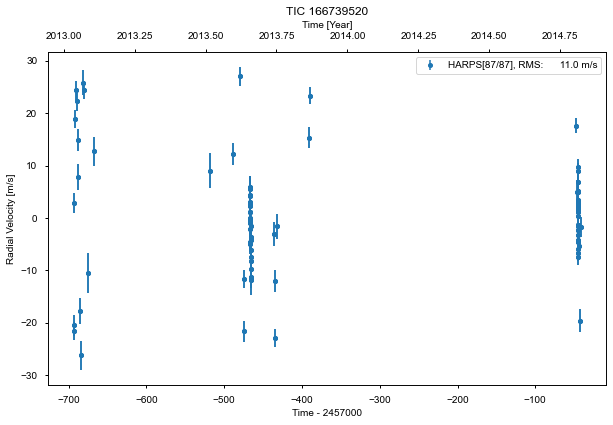 TIC 166739520
Time [Year]
2013.00 2013.25 2013.50 2013.75 2014.00 2014.25 2014.50 2014.75
HARPS[87/87], RMS: 11.0 m/s
30
20
10
0
−10
−20
−30
Radial Velocity [m/s]
−700 −600 −500 −400 −300 −200 −100
Time - 2457000